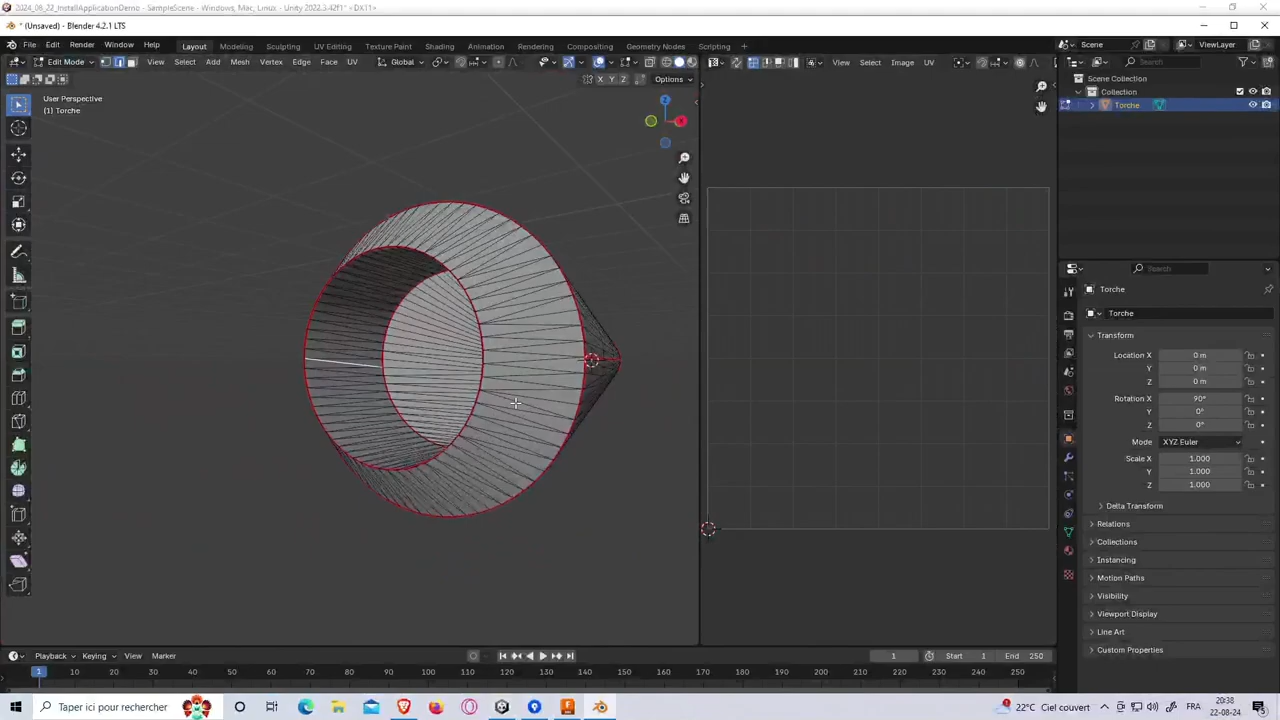 2024_08_22_InstallApplicationDemo - SampleScene - Windows, Mac, Linux - Unity 2022.3.42f1* <DX11>
* (Unsaved) - Blender 4.2.1 LTS
File Edit Render Window Help Layout Modeling Sculpting UV Editing Texture Paint Shading Animation Rendering Compositing Geometry Nodes Scripting + Scene ViewLayer
Edit Mode View Select Add Mesh Vertex Edge Face UV Global View Select Image UV Search
X Y Z Options
Scene Collection
Collection
Torche
User Perspective
(1) Torche
Z
Search
Torche
Torche
Transform
Location X 0 m
Y 0 m
Z 0 m
Rotation X 90°
Y 0°
Z 0°
Mode XYZ Euler
Scale X 1.000
Y 1.000
Z 1.000
Delta Transform
Relations
Collections
Instancing
Motion Paths
Visibility
Viewport Display
Line Art
Custom Properties
Playback Keying View Marker 1 Start 1 End 250
1 10 20 30 40 50 60 70 80 90 100 110 120 130 140 150 160 170 180 190 200 210 220 230 240 250
Taper ici pour rechercher 22°C Ciel couvert 20:38
22-08-24